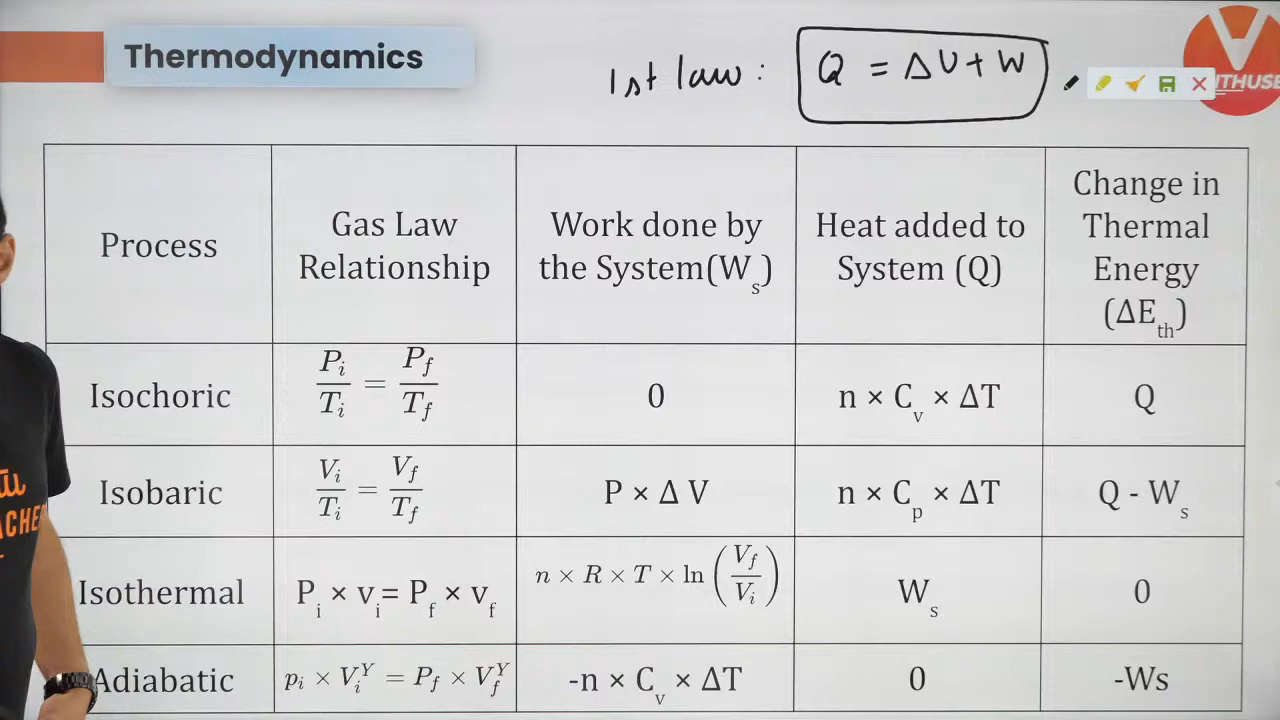 Thermodynamics
1st law : Q = ΔU + W
NTHUSE
Process
Gas Law
Relationship
Work done by
the System(W_s)
Heat added to
System (Q)
Change in
Thermal
Energy
(ΔE_th)
Isochoric
P_i/T_i = P_f/T_f
0
n × C_v × ΔT
Q
Isobaric
V_i/T_i = V_f/T_f
P × Δ V
n × C_p × ΔT
Q - W_s
Isothermal
P_i × v_i= P_f × v_f
n × R × T × ln (V_f/V_i)
W_s
0
Adiabatic
p_i × V_i^Y = P_f × V_f^Y
-n × C_v × ΔT
0
-Ws
ACHER